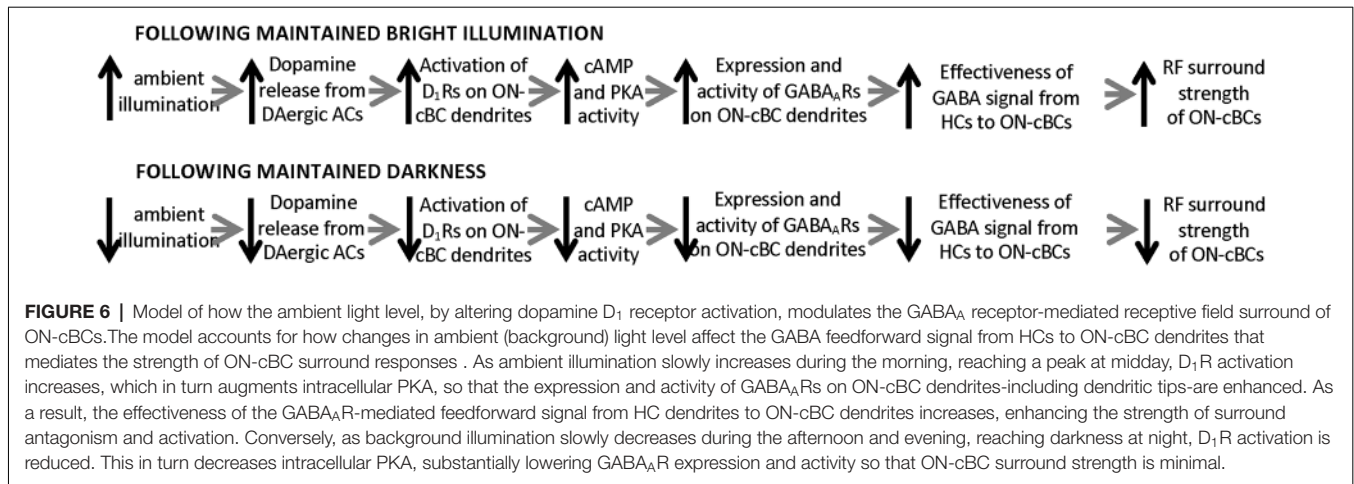 FOLLOWING MAINTAINED BRIGHT ILLUMINATION
ambient illumination
Dopamine release from DAergic ACs
Activation of D₁Rs on ON-cBC dendrites
cAMP and PKA activity
Expression and activity of GABA_ARs on ON-cBC dendrites
Effectiveness of GABA signal from HCs to ON-cBCs
RF surround strength of ON-cBCs
FOLLOWING MAINTAINED DARKNESS
ambient illumination
Dopamine release from DAergic ACs
Activation of D₁Rs on ON-cBC dendrites
cAMP and PKA activity
Expression and activity of GABA_ARs on ON-cBC dendrites
Effectiveness of GABA signal from HCs to ON-cBCs
RF surround strength of ON-cBCs
FIGURE 6 | Model of how the ambient light level, by altering dopamine D₁ receptor activation, modulates the GABA_A receptor-mediated receptive field surround of
ON-cBCs.The model accounts for how changes in ambient (background) light level affect the GABA feedforward signal from HCs to ON-cBC dendrites that
mediates the strength of ON-cBC surround responses . As ambient illumination slowly increases during the morning, reaching a peak at midday, D₁R activation
increases, which in turn augments intracellular PKA, so that the expression and activity of GABA_ARs on ON-cBC dendrites-including dendritic tips-are enhanced. As
a result, the effectiveness of the GABA_AR-mediated feedforward signal from HC dendrites to ON-cBC dendrites increases, enhancing the strength of surround
antagonism and activation. Conversely, as background illumination slowly decreases during the afternoon and evening, reaching darkness at night, D₁R activation is
reduced. This in turn decreases intracellular PKA, substantially lowering GABA_AR expression and activity so that ON-cBC surround strength is minimal.